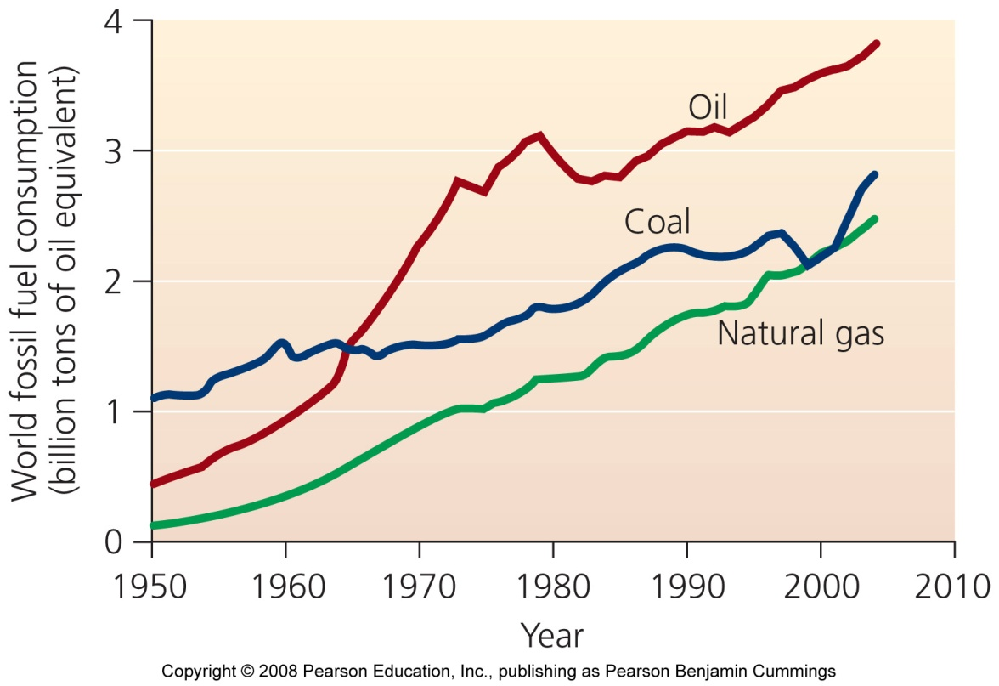 World fossil fuel consumption
(billion tons of oil equivalent)
4
3
2
1
0
Oil
Coal
Natural gas
1950 1960 1970 1980 1990 2000 2010
Year
Copyright © 2008 Pearson Education, Inc., publishing as Pearson Benjamin Cummings